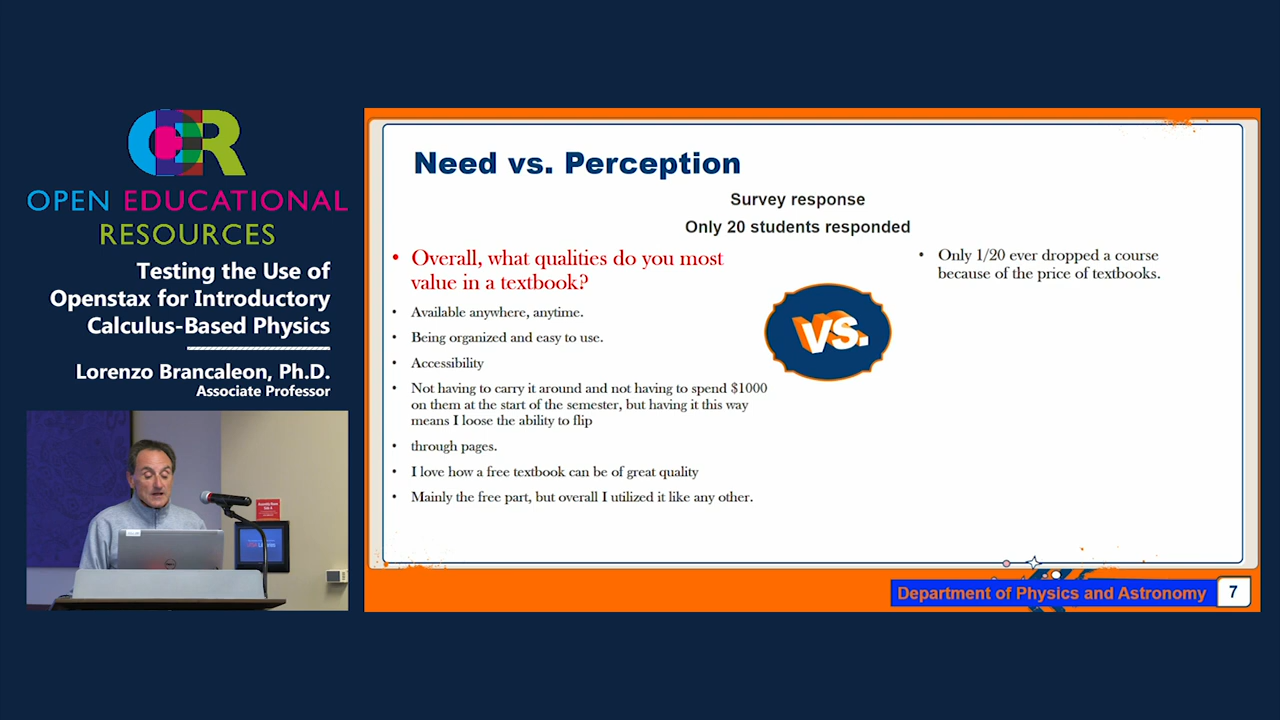 OER
OPEN EDUCATIONAL
RESOURCES
Testing the Use of
Openstax for Introductory
Calculus-Based Physics
Lorenzo Brancaleon, Ph.D.
Associate Professor
Need vs. Perception
Survey response
Only 20 students responded
• Overall, what qualities do you most
value in a textbook?
• Available anywhere, anytime.
• Being organized and easy to use.
• Accessibility
• Not having to carry it around and not having to spend $1000
on them at the start of the semester, but having it this way
means I loose the ability to flip
• through pages.
• I love how a free textbook can be of great quality
• Mainly the free part, but overall I utilized it like any other.
VS.
• Only 1/20 ever dropped a course
because of the price of textbooks.
Department of Physics and Astronomy
7